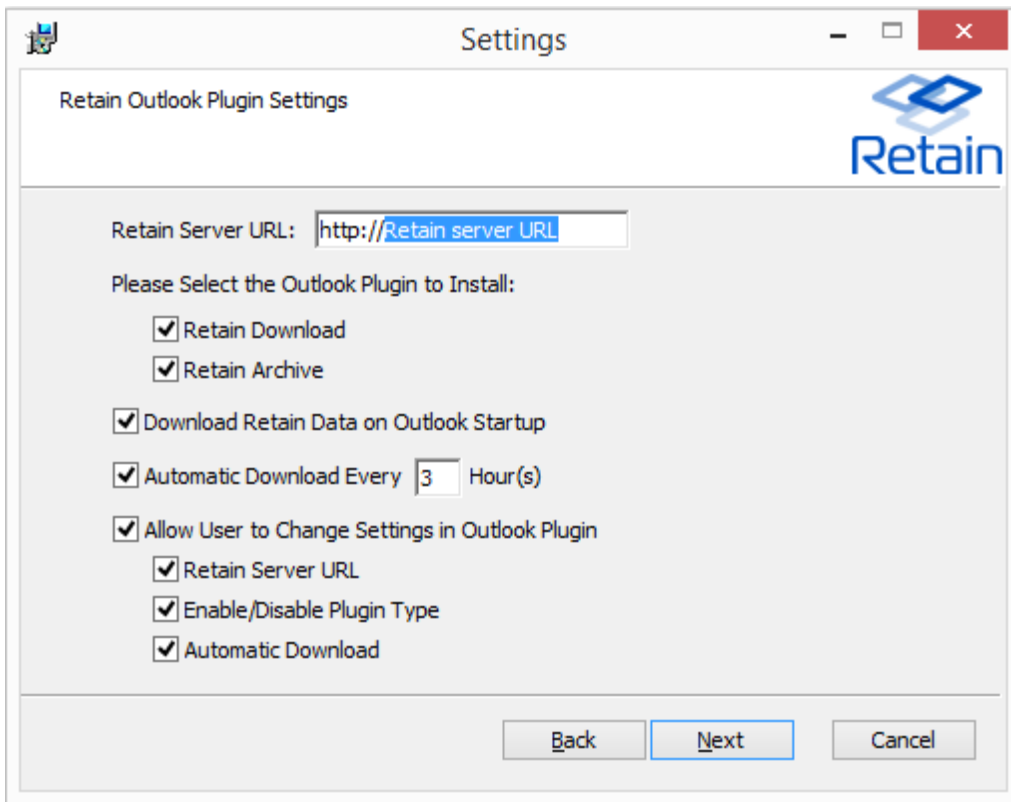 Settings
Retain Outlook Plugin Settings
Retain
Retain Server URL: http://Retain server URL
Please Select the Outlook Plugin to Install:
Retain Download
Retain Archive
Download Retain Data on Outlook Startup
Automatic Download Every 3 Hour(s)
Allow User to Change Settings in Outlook Plugin
Retain Server URL
Enable/Disable Plugin Type
Automatic Download
Back Next Cancel